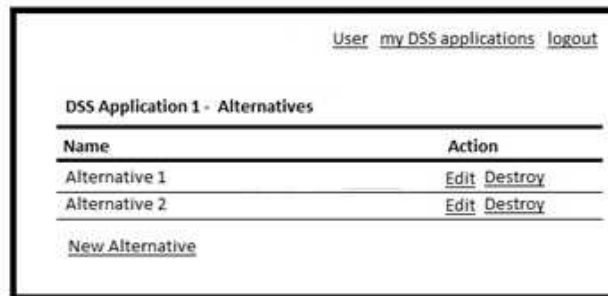 User my DSS applications logout
DSS Application 1 - Alternatives
Name Action
Alternative 1 Edit Destroy
Alternative 2 Edit Destroy
New Alternative